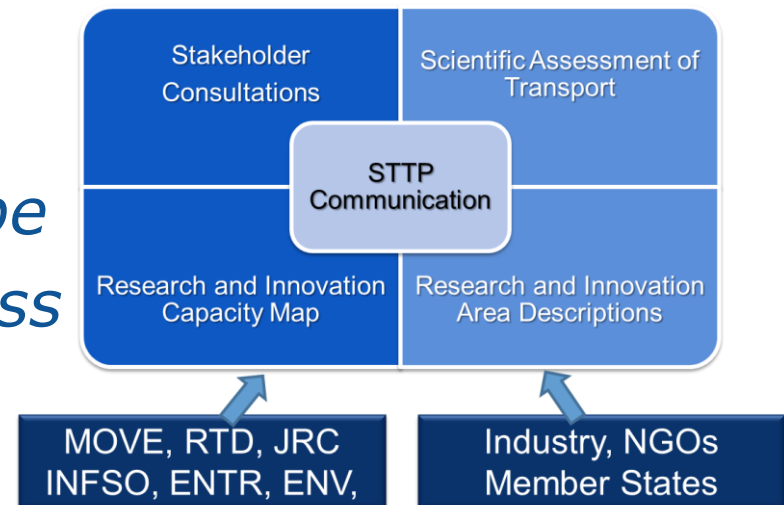 Stakeholder
Consultations
Scientific Assessment of
Transport
STTP
Communication
Research and Innovation
Capacity Map
Research and Innovation
Area Descriptions
MOVE, RTD, JRC
INFSO, ENTR, ENV,
Industry, NGOs
Member States